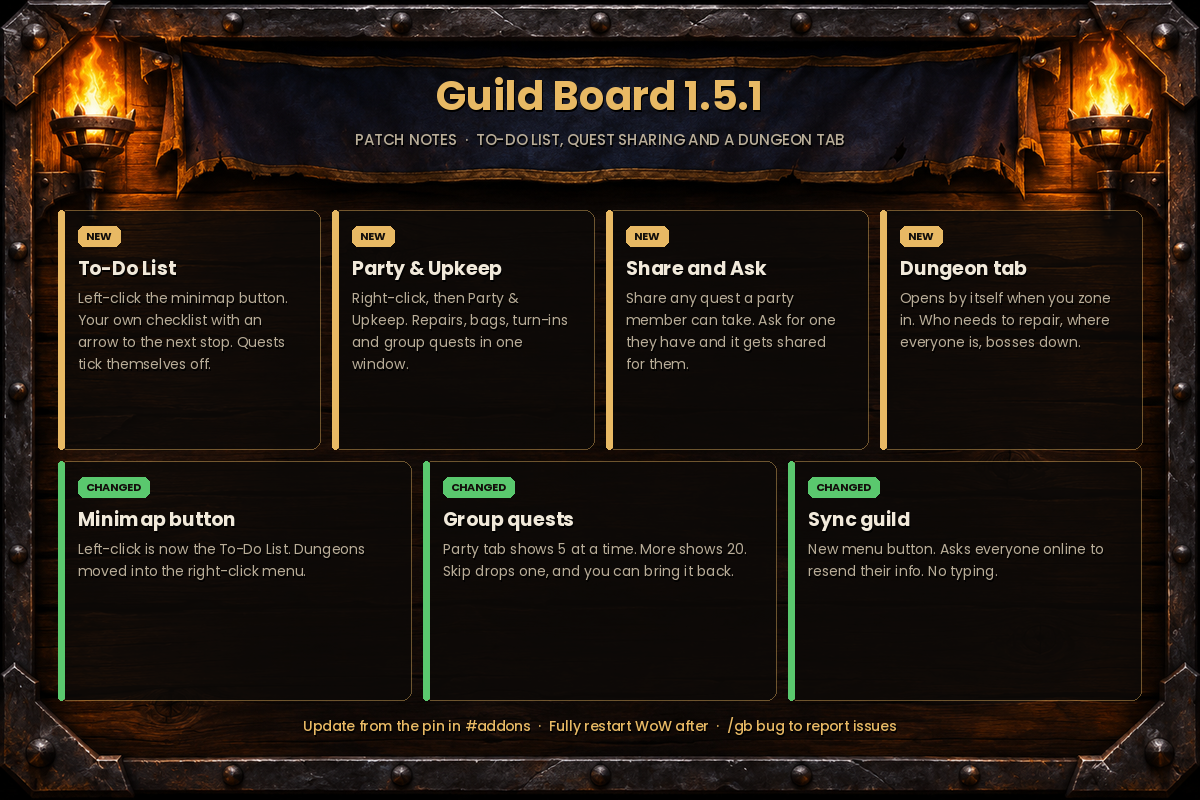 Guild Board 1.5.1
PATCH NOTES · TO-DO LIST, QUEST SHARING AND A DUNGEON TAB
NEW
To-Do List
Left-click the minimap button.
Your own checklist with an
arrow to the next stop. Quests
tick themselves off.
NEW
Party & Upkeep
Right-click, then Party &
Upkeep. Repairs, bags, turn-ins
and group quests in one
window.
NEW
Share and Ask
Share any quest a party
member can take. Ask for one
they have and it gets shared
for them.
NEW
Dungeon tab
Opens by itself when you zone
in. Who needs to repair, where
everyone is, bosses down.
CHANGED
Minimap button
Left-click is now the To-Do List. Dungeons
moved into the right-click menu.
CHANGED
Group quests
Party tab shows 5 at a time. More shows 20.
Skip drops one, and you can bring it back.
CHANGED
Sync guild
New menu button. Asks everyone online to
resend their info. No typing.
Update from the pin in #addons · Fully restart WoW after · /gb bug to report issues